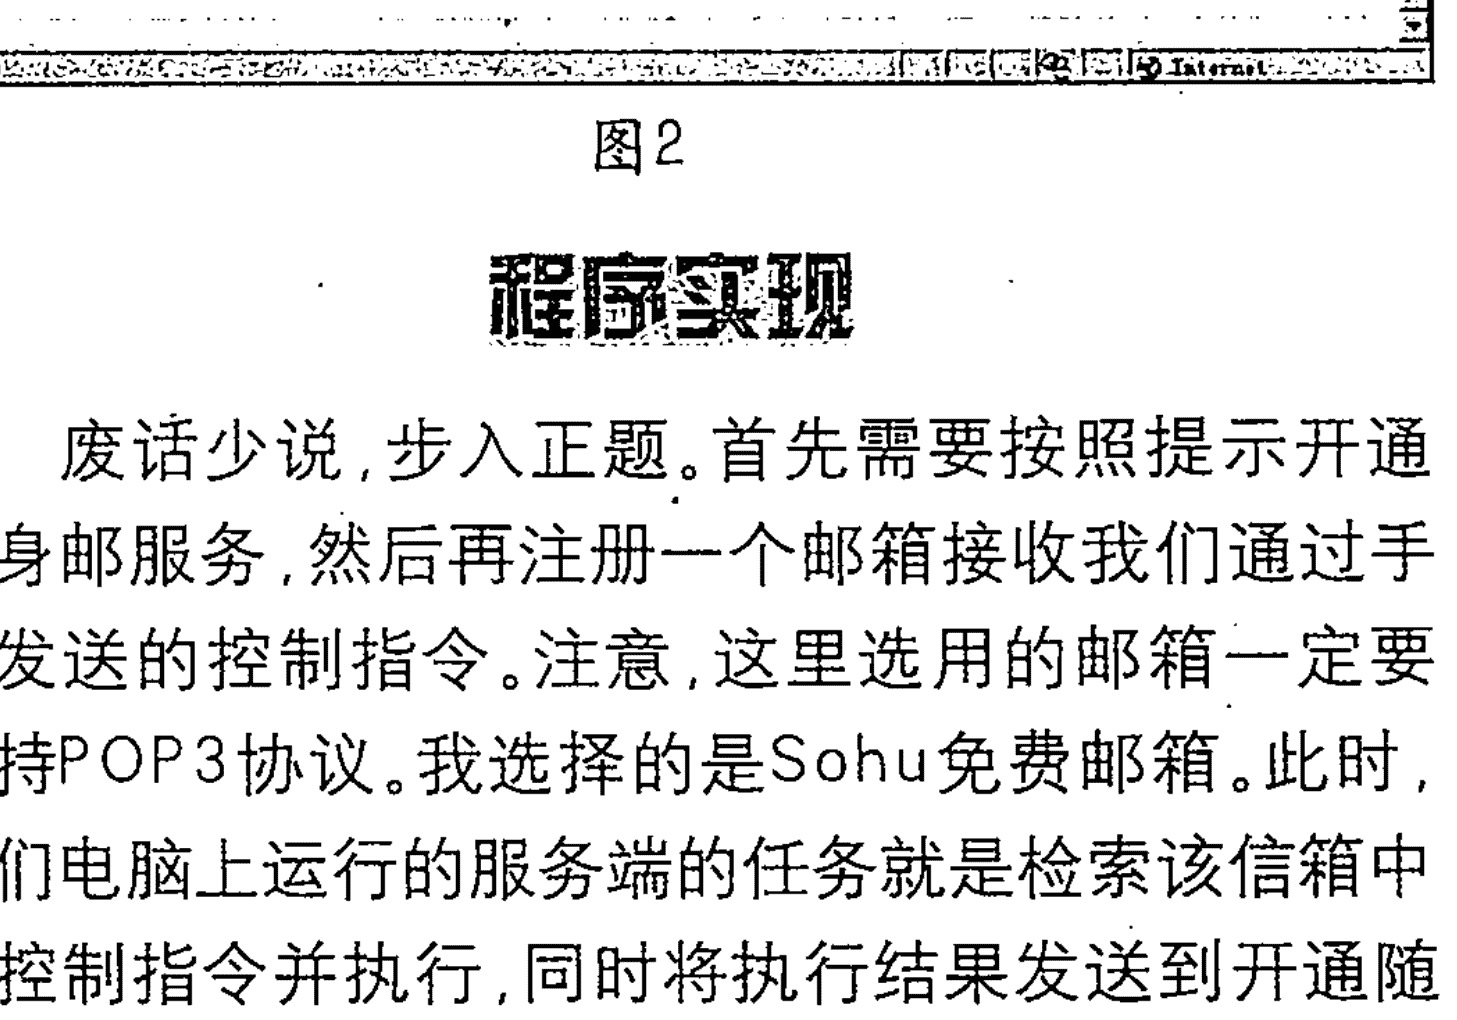 Internet
图2
程序实现
废话少说,步入正题。首先需要按照提示开通
身邮服务,然后再注册一个邮箱接收我们通过手
发送的控制指令。注意,这里选用的邮箱一定要
持POP3协议。我选择的是Sohu免费邮箱。此时,
们电脑上运行的服务端的任务就是检索该信箱中
控制指令并执行,同时将执行结果发送到开通随